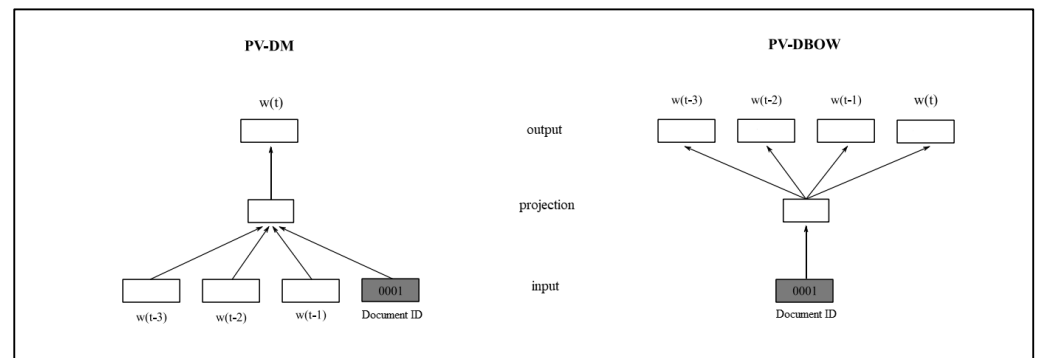 PV-DM
PV-DBOW
w(t)
w(t-3) w(t-2) w(t-1) w(t)
output
projection
input
0001
w(t-3) w(t-2) w(t-1) Document ID
0001
Document ID